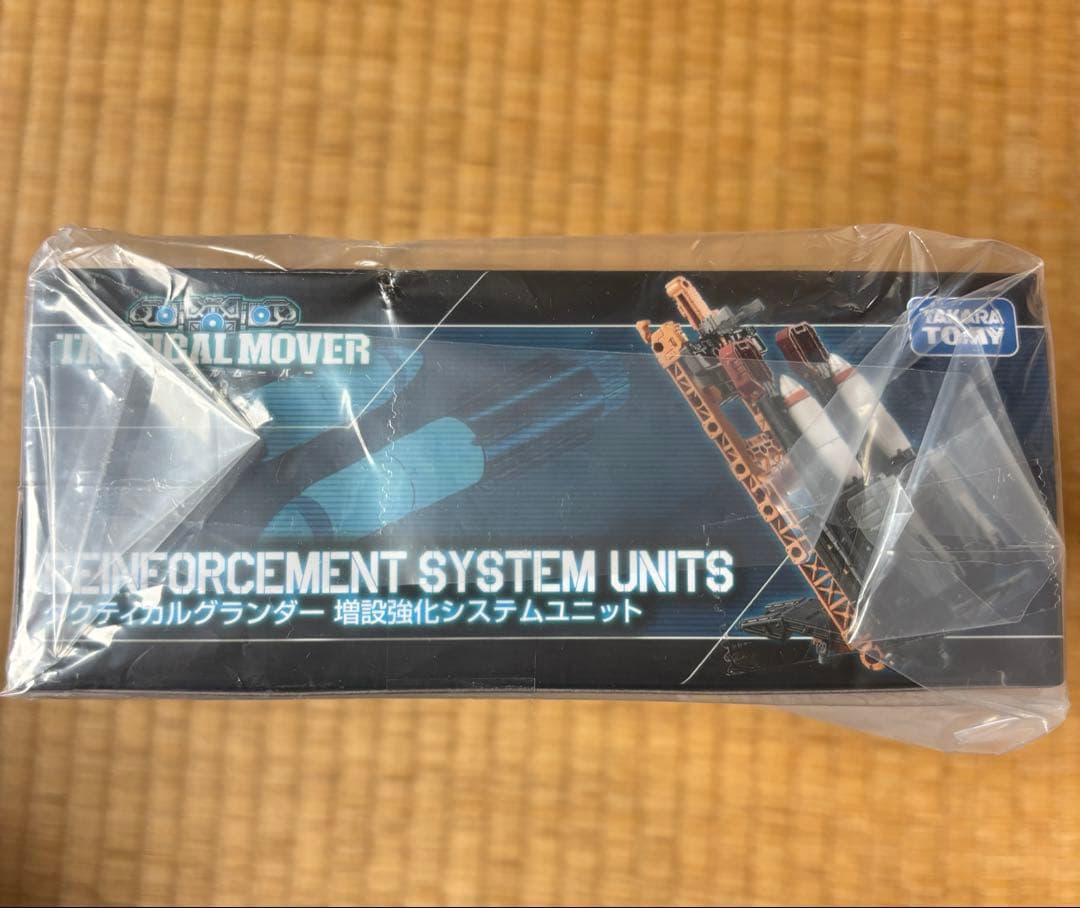 TACTICAL MOVER
TAKARA
TOMY
REINFORCEMENT SYSTEM UNITS
タクティカルグランダー 増設強化システムユニット